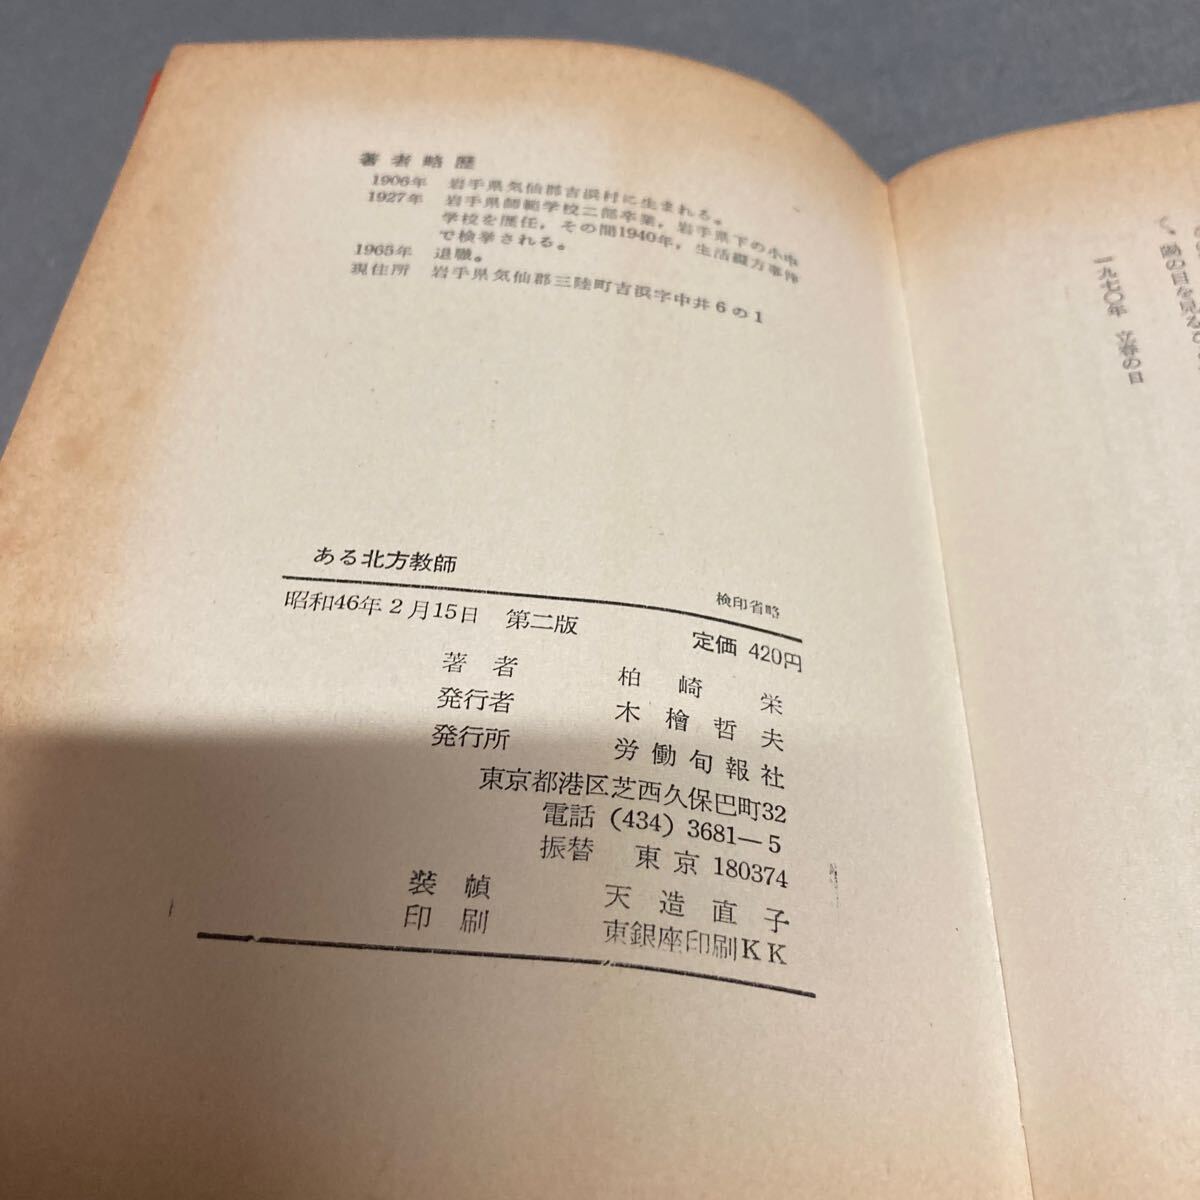 く、陽の目を見る
一九七〇年　立春の日
著者略歴
1906年　岩手県気仙郡吉浜村に生まれる。
1927年　岩手県師範学校二部卒業，岩手県下の小中
学校を歴任，その間1940年，生活綴方事件
で検挙される。
1965年　退職。
現住所　岩手県気仙郡三陸町吉浜字中井6の1
ある北方教師
検印省略
昭和46年2月15日　第二版　定価 420円
著者　柏崎栄
発行者　木檜哲夫
発行所　労働旬報社
東京都港区芝西久保巴町32
電話 (434) 3681—5
振替　東京 180374
装幀　天造直子
印刷　東銀座印刷KK